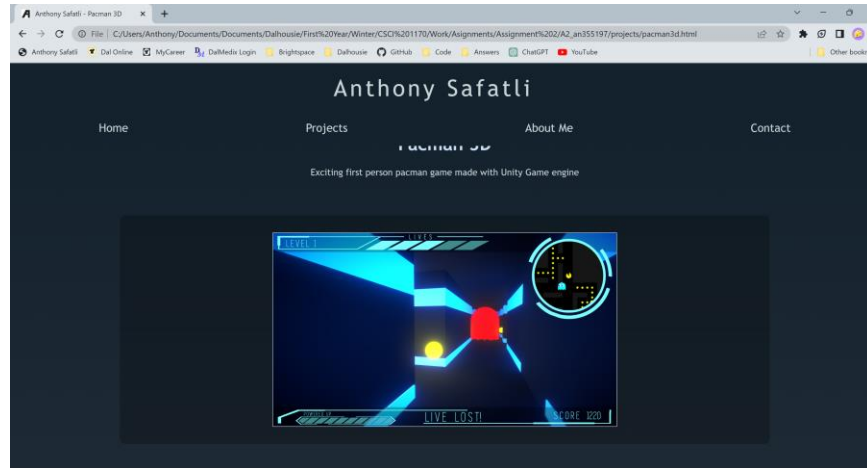 Anthony Safatli - Pacman 3D
File | C:/Users/Anthony/Documents/Documents/Dalhousie/First%20Year/Winter/CSCI%201170/Work/Asignments/Assignment%202/A2_an355197/projects/pacman3d.html
Anthony Safatli Dal Online MyCareer DalMedix Login Brightspace Dalhousie GitHub Code Answers ChatGPT YouTube Other books
Anthony Safatli
Home Projects About Me Contact
Pacman 3D
Exciting first person pacman game made with Unity Game engine
LIVES
LEVEL 1
LIVE LOST! SCORE 1220